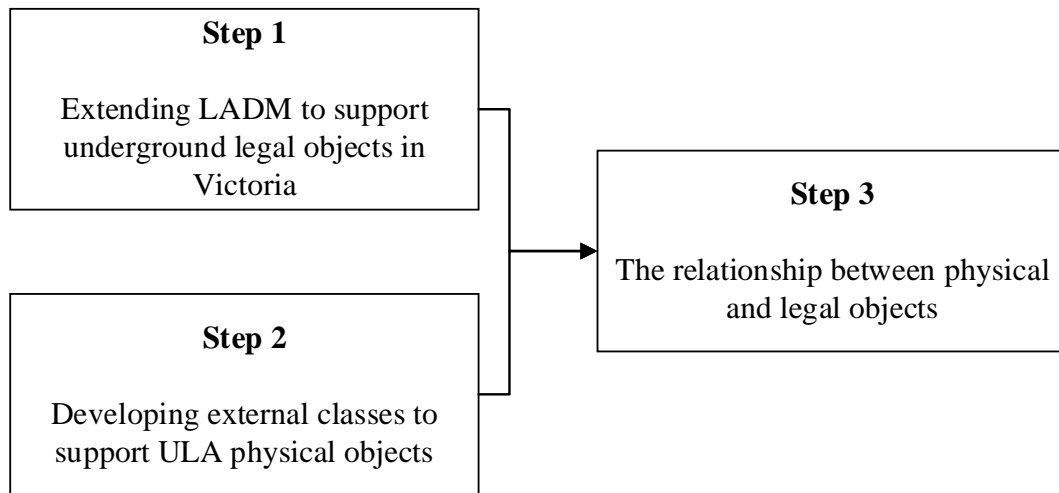 Step 1
Extending LADM to support
underground legal objects in
Victoria
Step 2
Developing external classes to
support ULA physical objects
Step 3
The relationship between physical
and legal objects